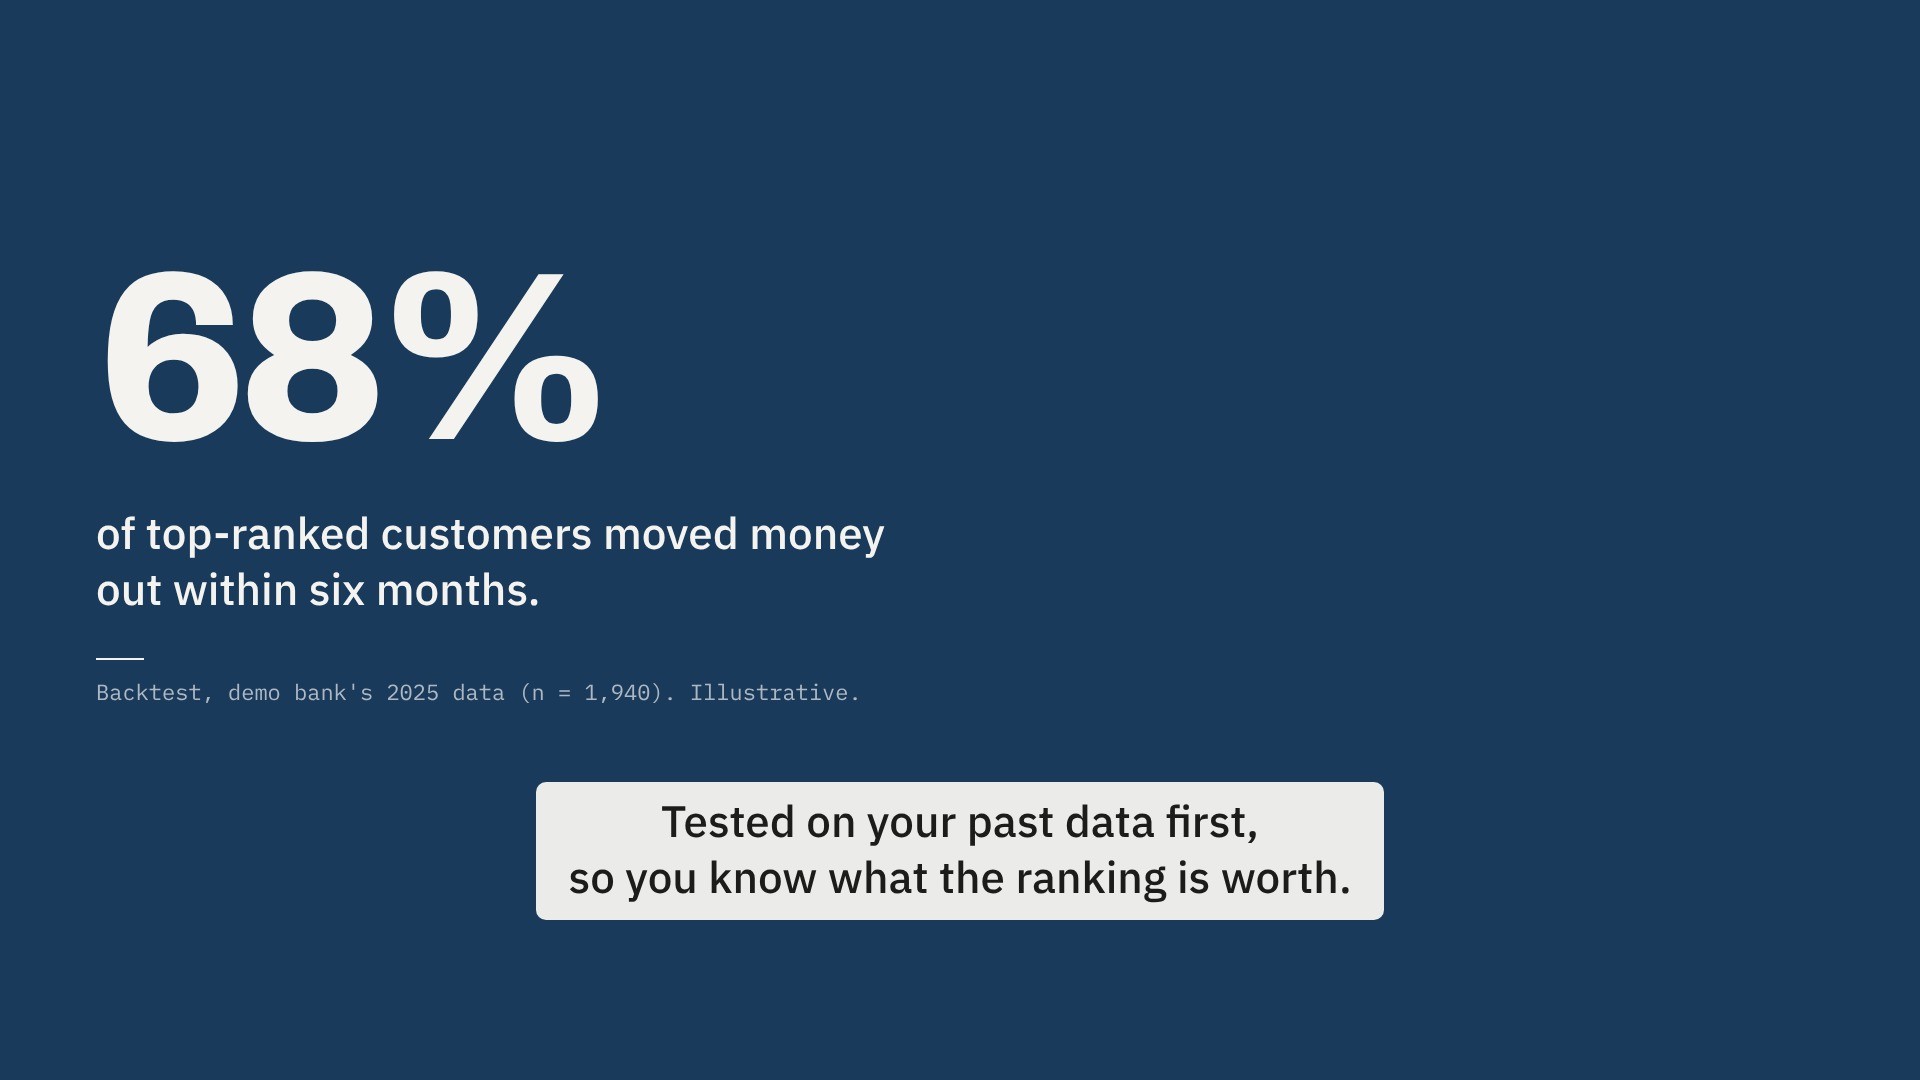 68%
of top-ranked customers moved money
out within six months.
Backtest, demo bank's 2025 data (n = 1,940). Illustrative.
Tested on your past data first,
so you know what the ranking is worth.